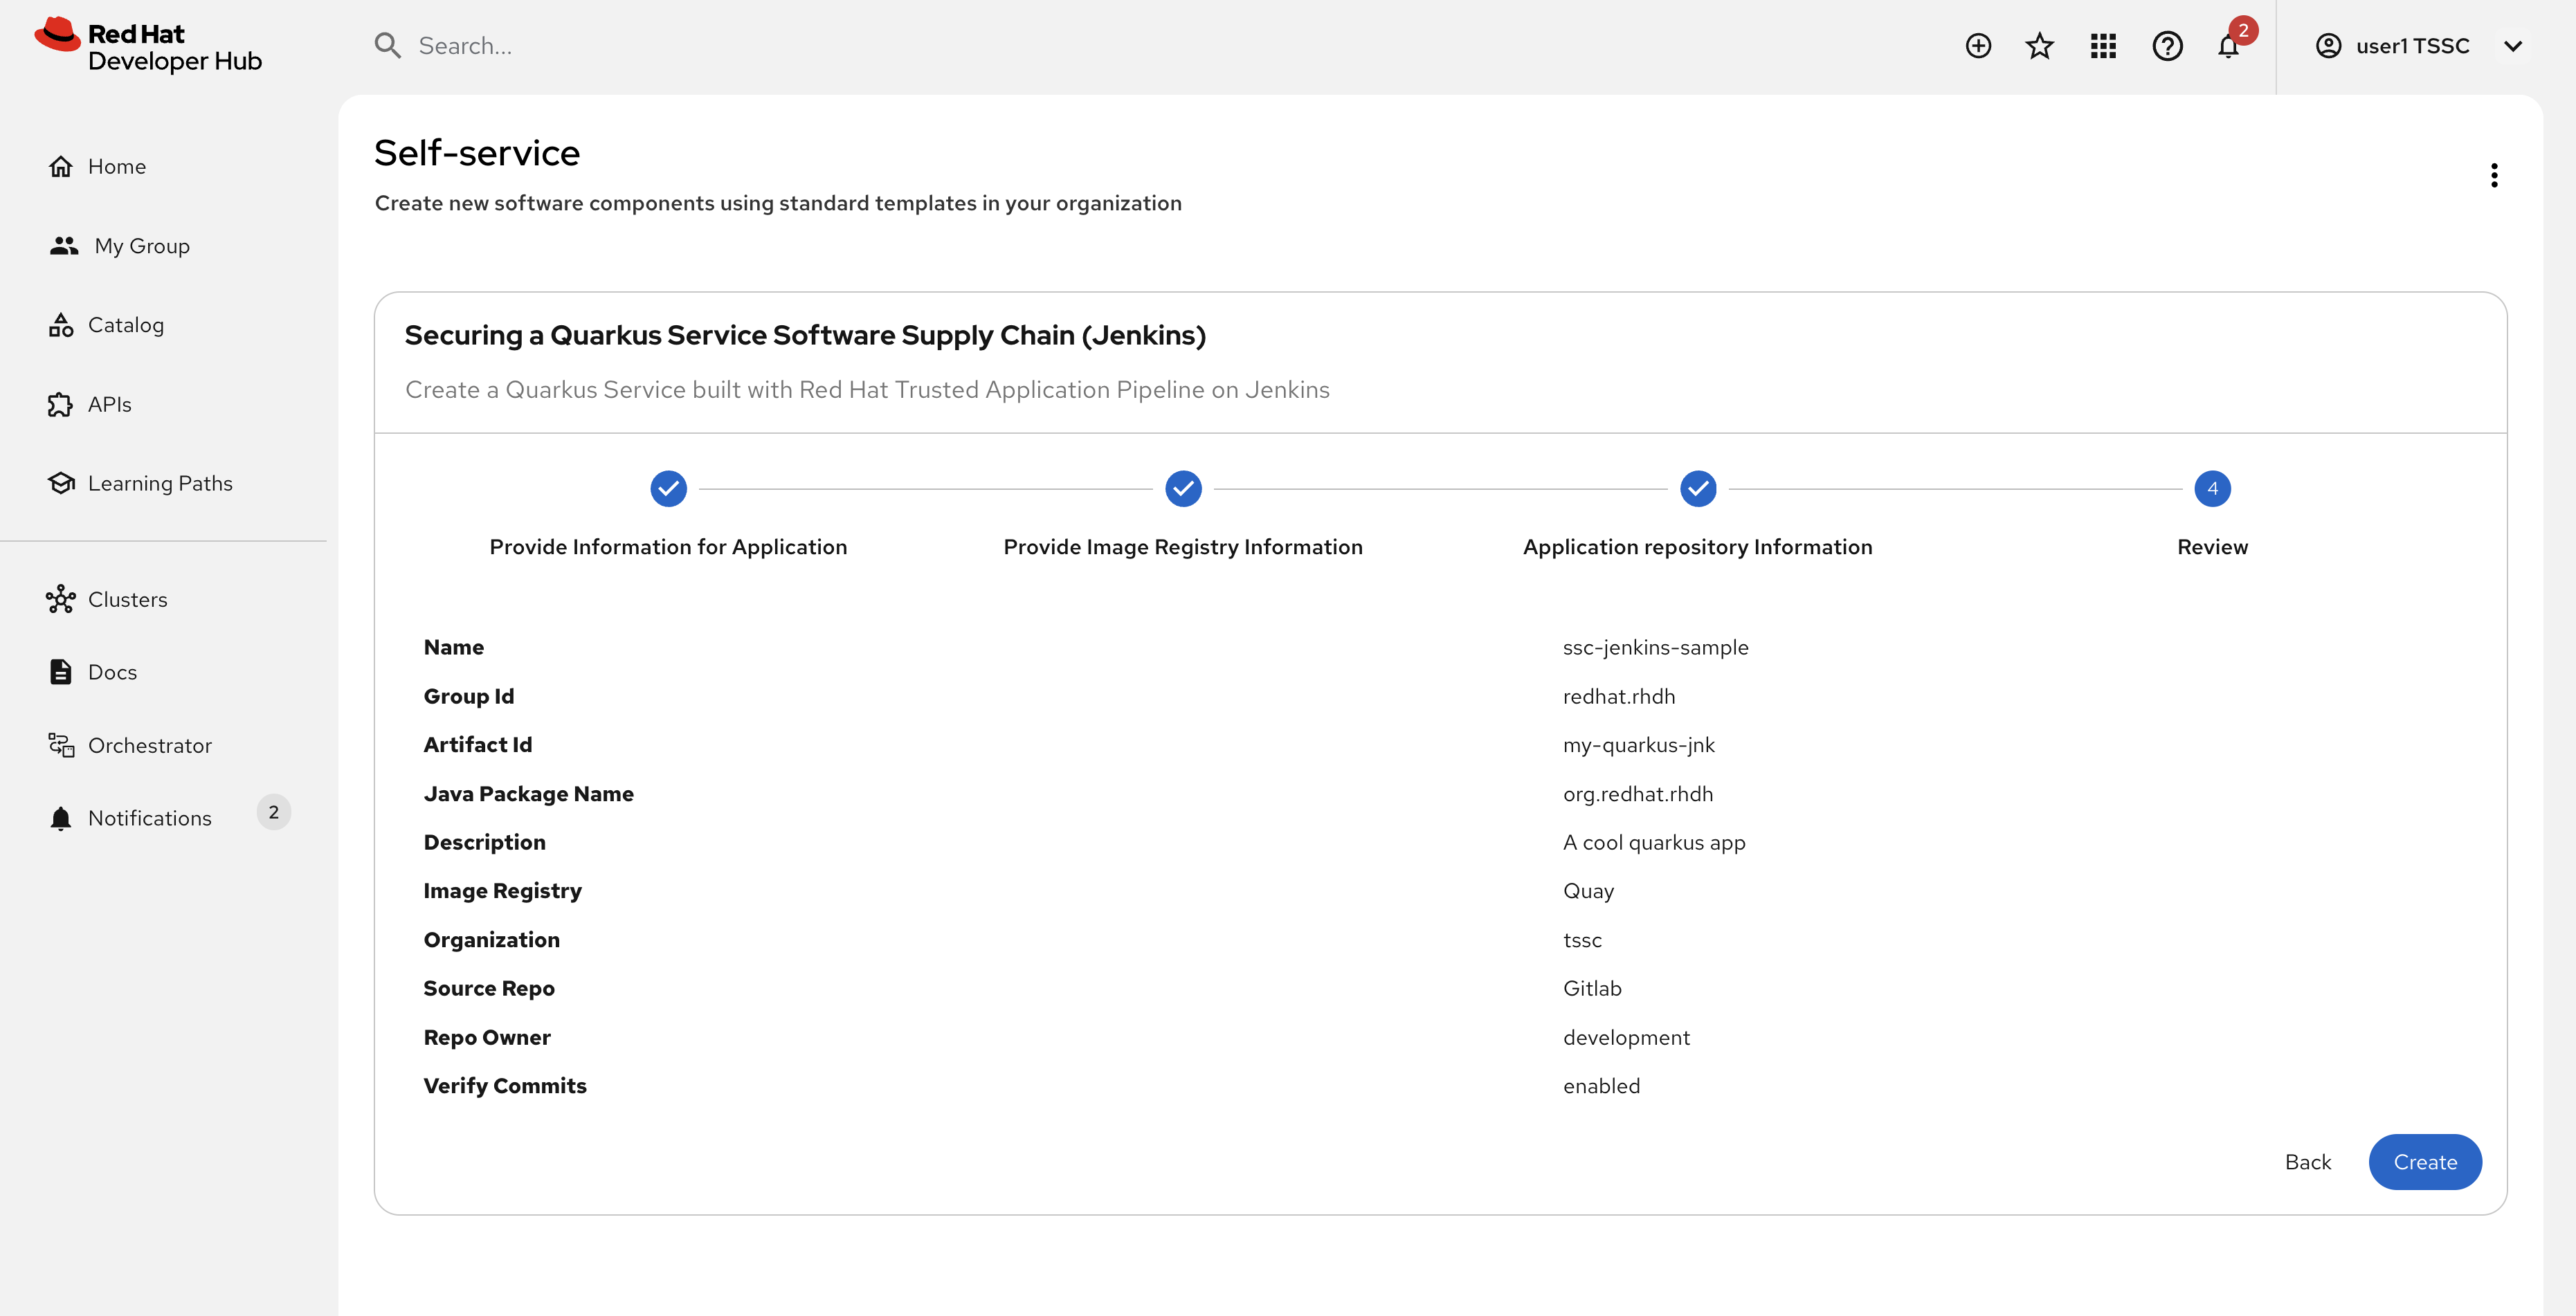 Red Hat
Developer Hub
Search...
2
user1 TSSC
Home
My Group
Catalog
APIs
Learning Paths
Clusters
Docs
Orchestrator
Notifications 2
Self-service
Create new software components using standard templates in your organization
Securing a Quarkus Service Software Supply Chain (Jenkins)
Create a Quarkus Service built with Red Hat Trusted Application Pipeline on Jenkins
4
Provide Information for Application Provide Image Registry Information Application repository Information Review
Name ssc-jenkins-sample
Group Id redhat.rhdh
Artifact Id my-quarkus-jnk
Java Package Name org.redhat.rhdh
Description A cool quarkus app
Image Registry Quay
Organization tssc
Source Repo Gitlab
Repo Owner development
Verify Commits enabled
Back Create